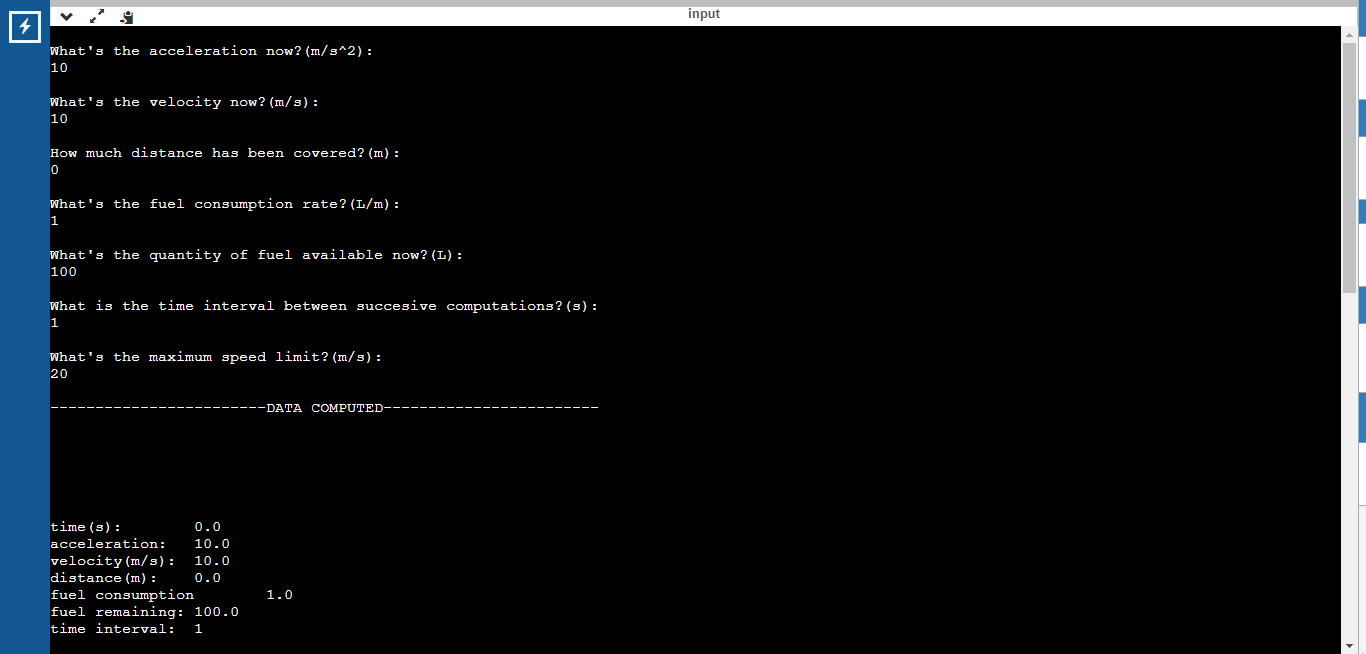 input
What's the acceleration now?(m/s^2):
10
What's the velocity now?(m/s):
10
How much distance has been covered?(m):
0
What's the fuel consumption rate?(L/m):
1
What's the quantity of fuel available now?(L):
100
What is the time interval between succesive computations?(s):
1
What's the maximum speed limit?(m/s):
20
------------------------DATA COMPUTED------------------------
time(s):        0.0
acceleration:   10.0
velocity(m/s):  10.0
distance(m):    0.0
fuel consumption        1.0
fuel remaining: 100.0
time interval:  1